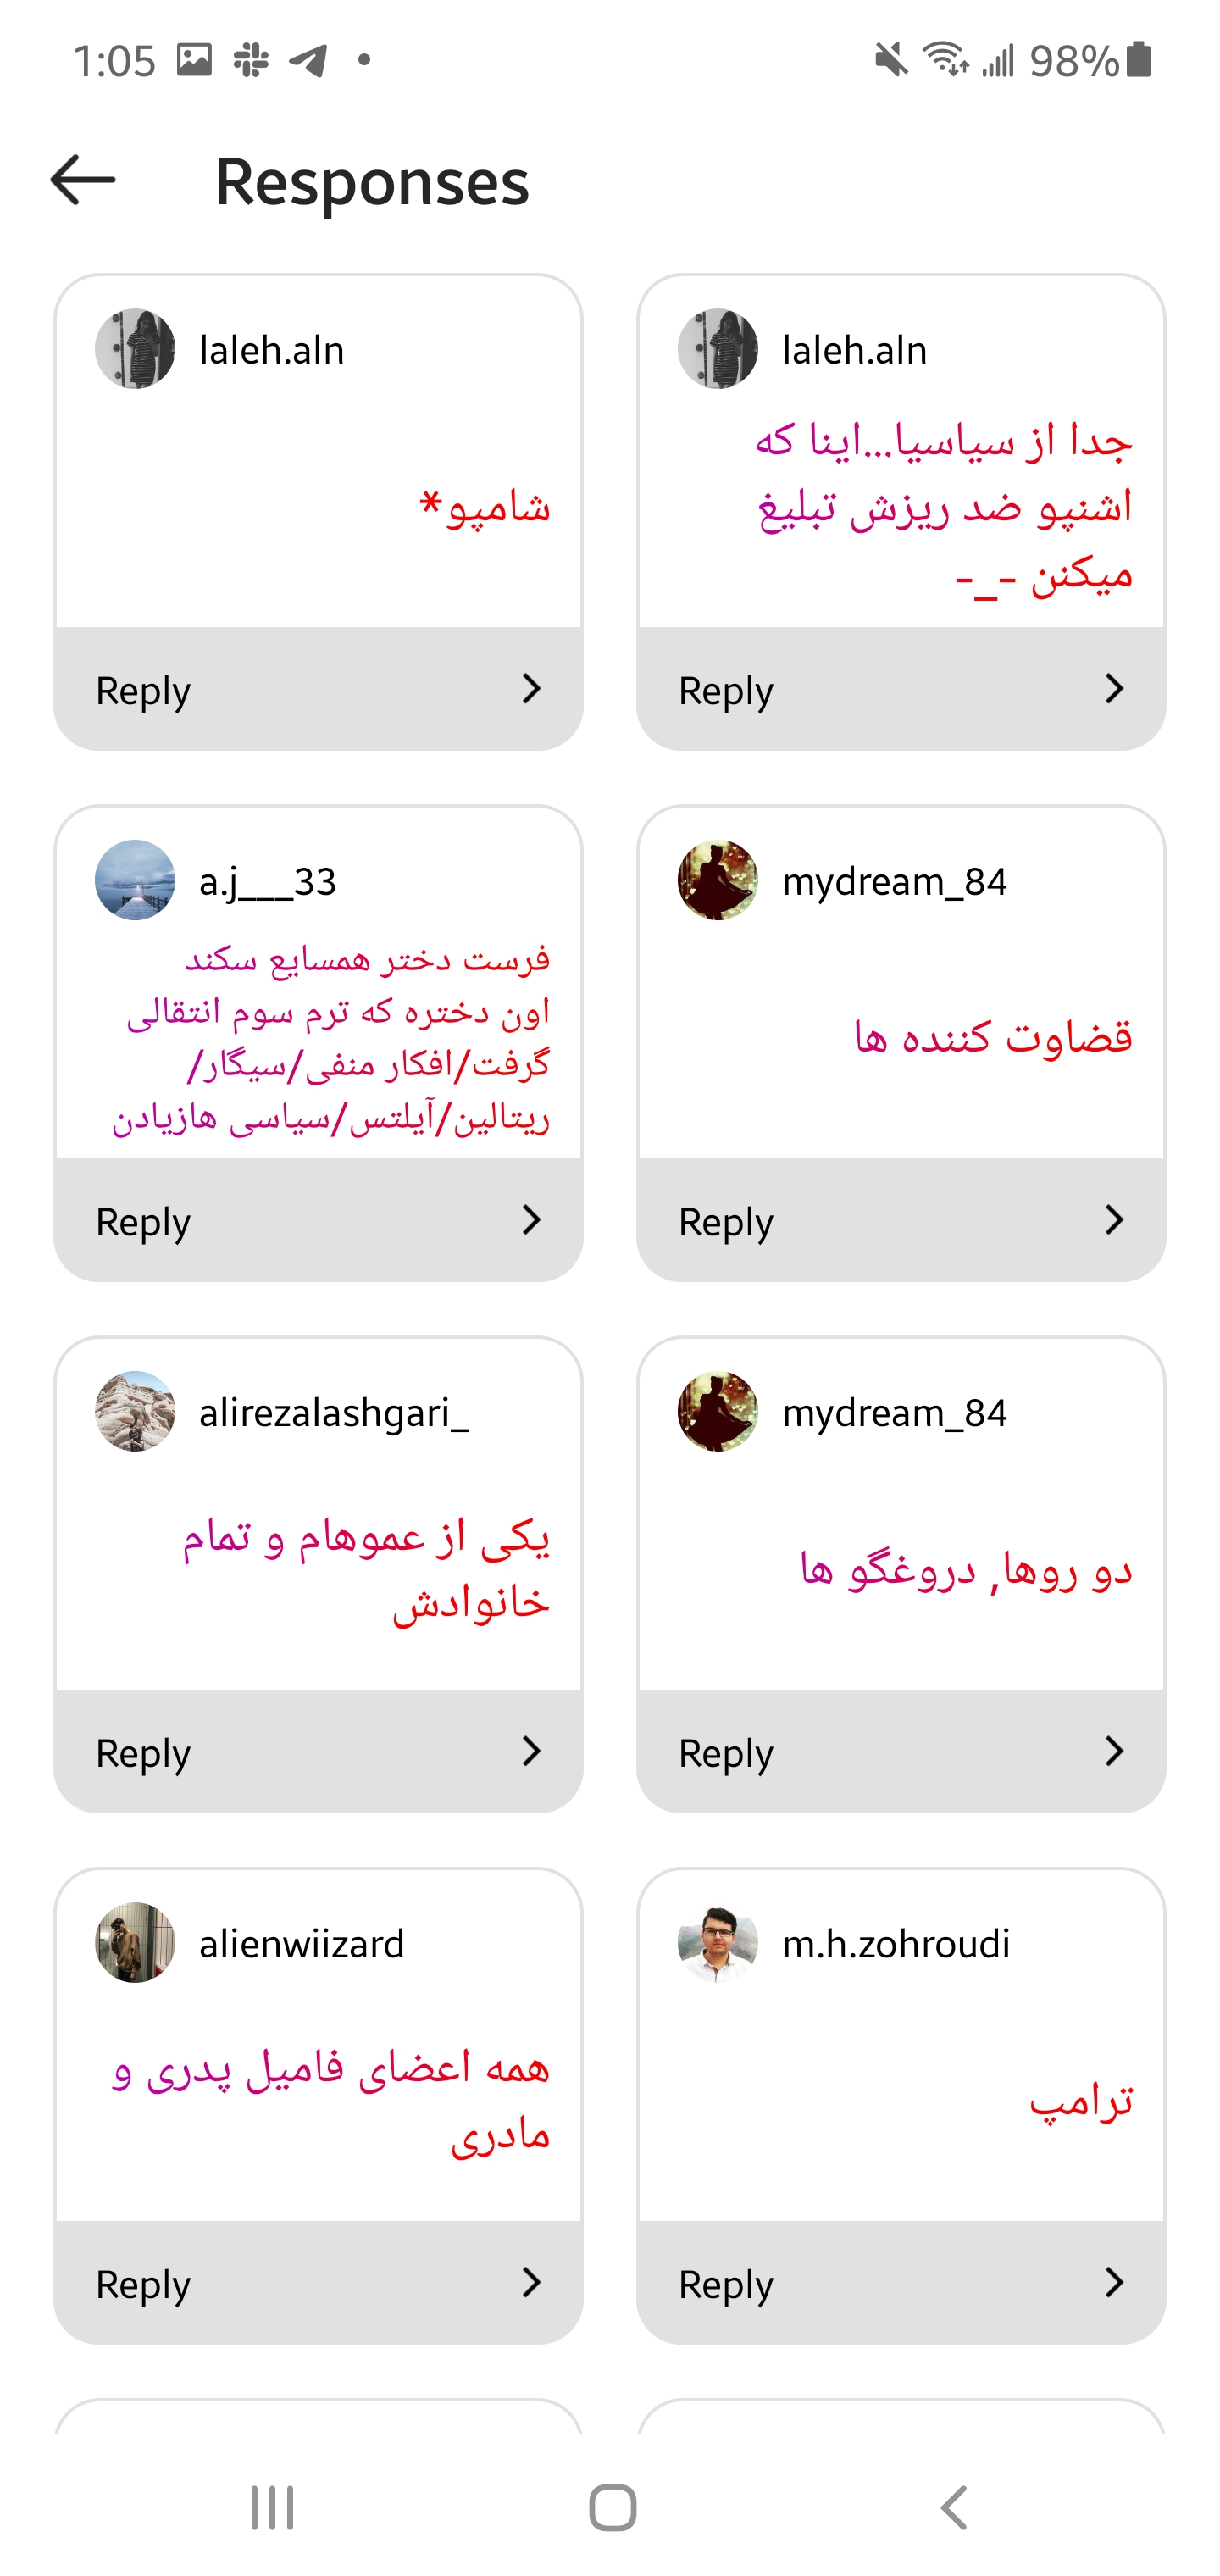 1:05
98%
Responses
laleh.aln
شامپو*
Reply
laleh.aln
جدا از سیاسیا...اینا که
اشنپو ضد ریزش تبلیغ
میکنن -_-
Reply
a.j___33
فرست دختر همسایع سکند
اون دختره که ترم سوم انتقالی
گرفت/افکار منفی/سیگار/
ریتالین/آیلتس/سیاسی هازیادن
Reply
mydream_84
قضاوت کننده ها
Reply
alirezalashgari_
یکی از عموهام و تمام
خانوادش
Reply
mydream_84
دو روها, دروغگو ها
Reply
alienwiizard
همه اعضای فامیل پدری و
مادری
Reply
m.h.zohroudi
ترامپ
Reply